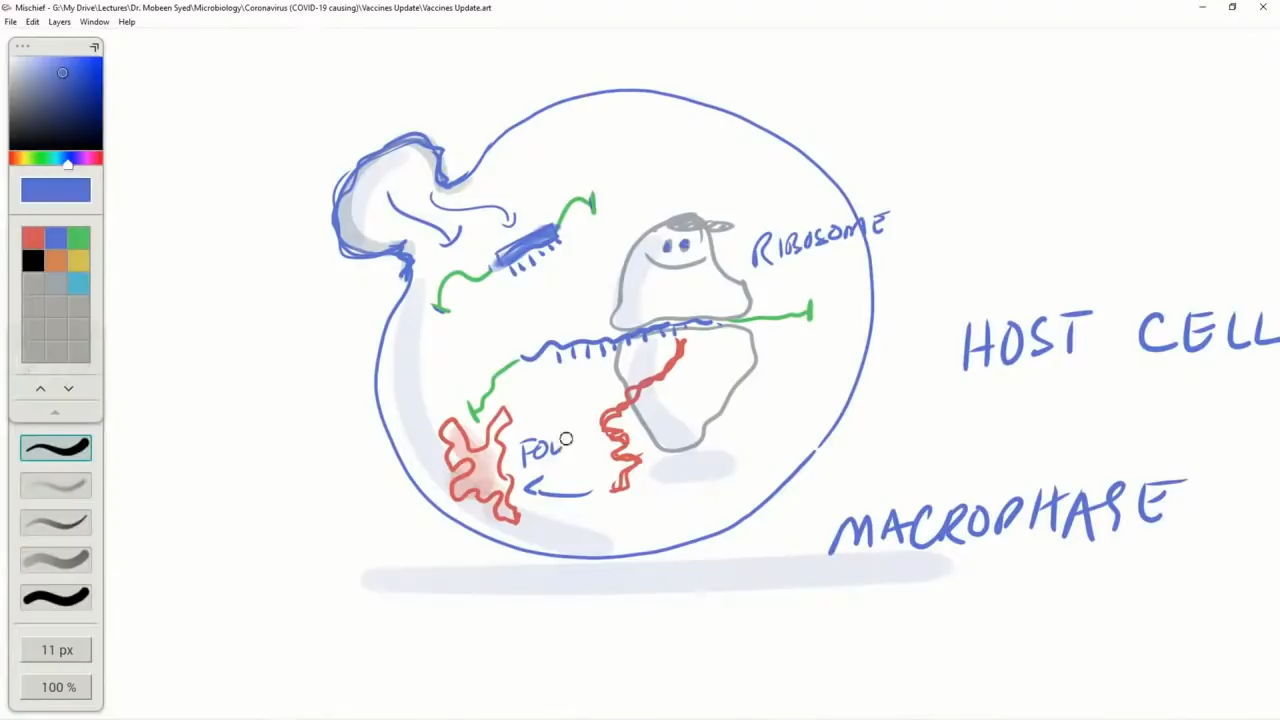 Mischief - G:\My Drive\Lectures\Dr. Mobeen Syed\Microbiology\Coronavirus (COVID-19 causing)\Vaccines Update\Vaccines Update.art
File Edit Layers Window Help
RIBOSOME
HOST CELL
FOL
MACROPHAGE
11 px
100 %